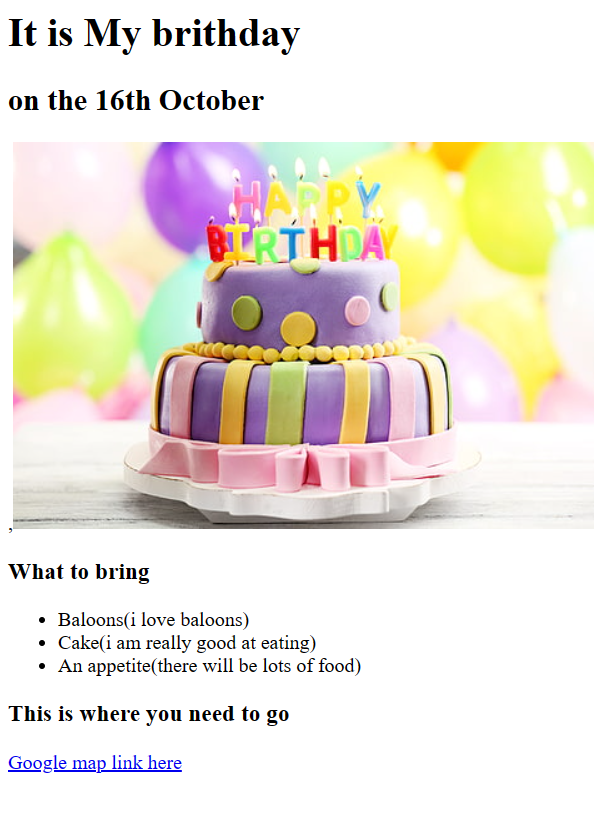 It is My brithday
on the 16th October
HAPPY
BIRTHDAY
,
What to bring
Baloons(i love baloons)
Cake(i am really good at eating)
An appetite(there will be lots of food)
This is where you need to go
Google map link here